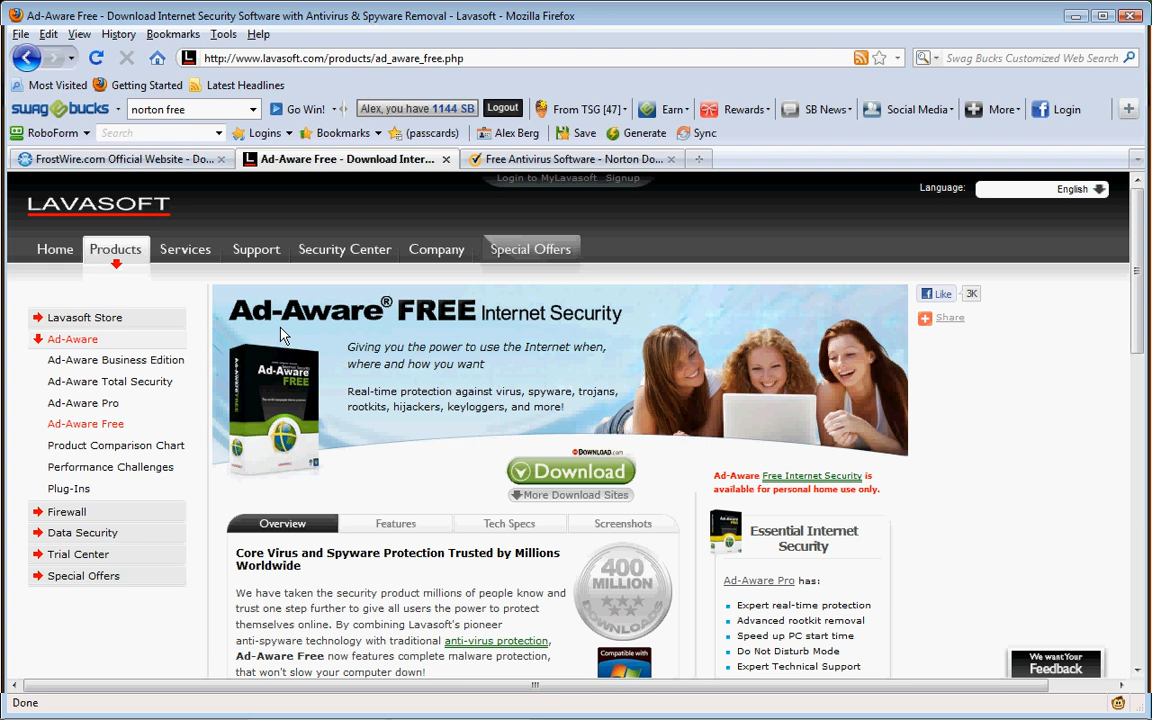 Ad-Aware Free - Download Internet Security Software with Antivirus & Spyware Removal - Lavasoft - Mozilla Firefox
File Edit View History Bookmarks Tools Help
http://www.lavasoft.com/products/ad_aware_free.php
Swag Bucks Customized Web Search
Most Visited Getting Started Latest Headlines
swagbucks norton free Go Win! Alex, you have 1144 SB Logout From TSG [47] Earn Rewards SB News Social Media More Login
RoboForm Search Logins Bookmarks (passcards) Alex Berg Save Generate Sync
FrostWire.com Official Website - Do... Ad-Aware Free - Download Inter... Free Antivirus Software - Norton Do...
Login to MyLavasoft Signup
Language: English
LAVASOFT
Home Products Services Support Security Center Company Special Offers
Lavasoft Store
Ad-Aware
Ad-Aware Business Edition
Ad-Aware Total Security
Ad-Aware Pro
Ad-Aware Free
Product Comparison Chart
Performance Challenges
Plug-Ins
Firewall
Data Security
Trial Center
Special Offers
Ad-Aware® FREE Internet Security
Giving you the power to use the Internet when,
where and how you want
Real-time protection against virus, spyware, trojans,
rootkits, hijackers, keyloggers, and more!
Ad-Aware
FREE
Like 3K
Share
DOWNLOAD.com
Download
More Download Sites
Ad-Aware Free Internet Security is
available for personal home use only.
Overview Features Tech Specs Screenshots
Core Virus and Spyware Protection Trusted by Millions
Worldwide
We have taken the security product millions of people know and
trust one step further to give all users the power to protect
themselves online. By combining Lavasoft's pioneer
anti-spyware technology with traditional anti-virus protection,
Ad-Aware Free now features complete malware protection,
that won't slow your computer down!
400
MILLION
DOWNLOADS
Compatible with
Essential Internet
Security
Ad-Aware Pro has:
Expert real-time protection
Advanced rootkit removal
Speed up PC start time
Do Not Disturb Mode
Expert Technical Support
We want Your
Feedback
Done